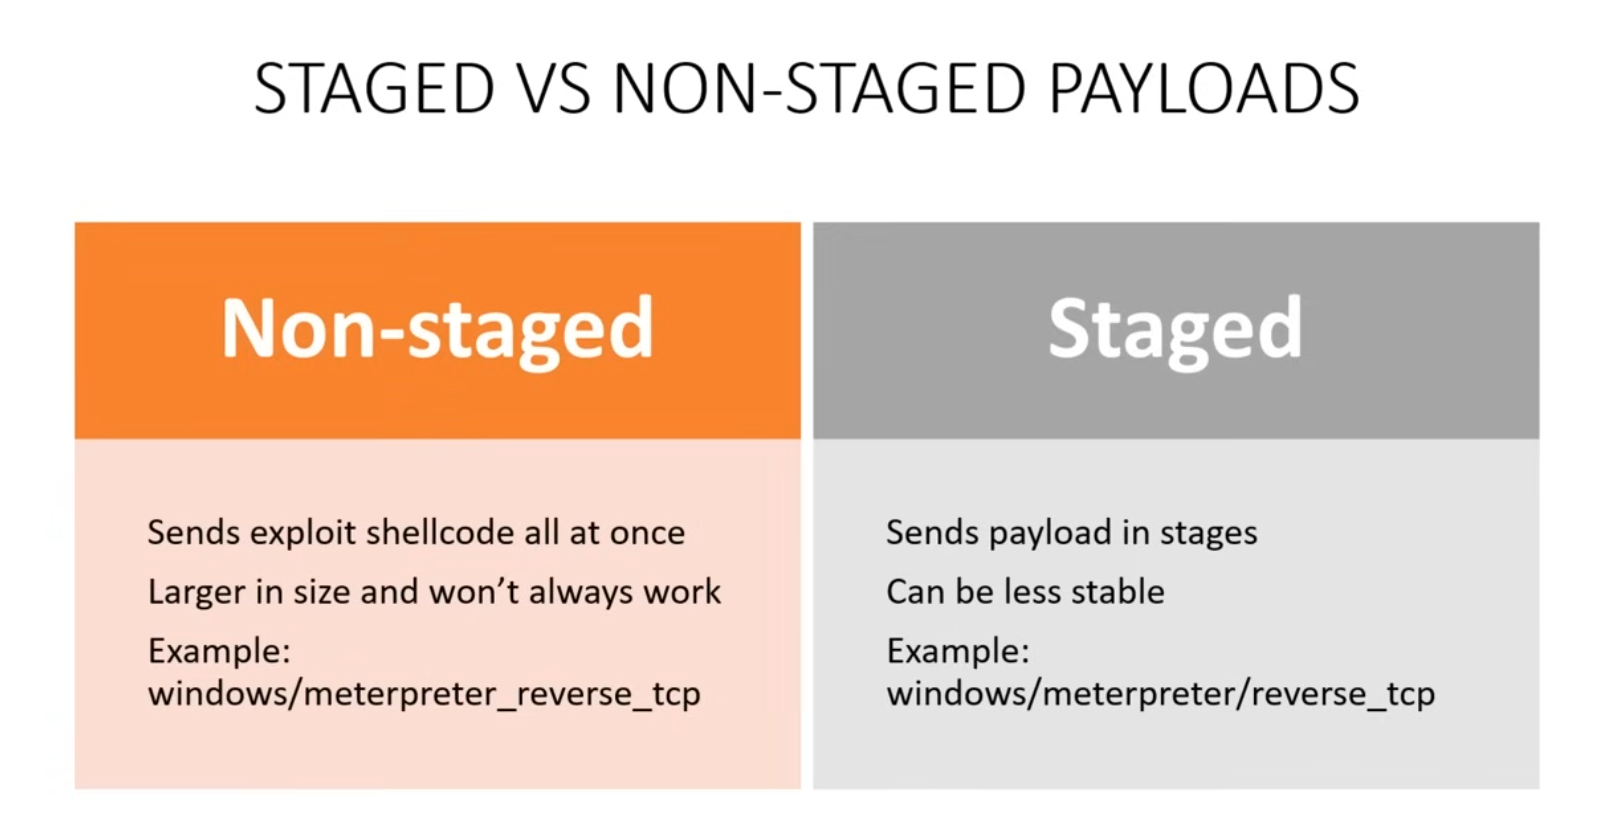 STAGED VS NON-STAGED PAYLOADS
Non-staged
Sends exploit shellcode all at once
Larger in size and won’t always work
Example:
windows/meterpreter_reverse_tcp
Staged
Sends payload in stages
Can be less stable
Example:
windows/meterpreter/reverse_tcp